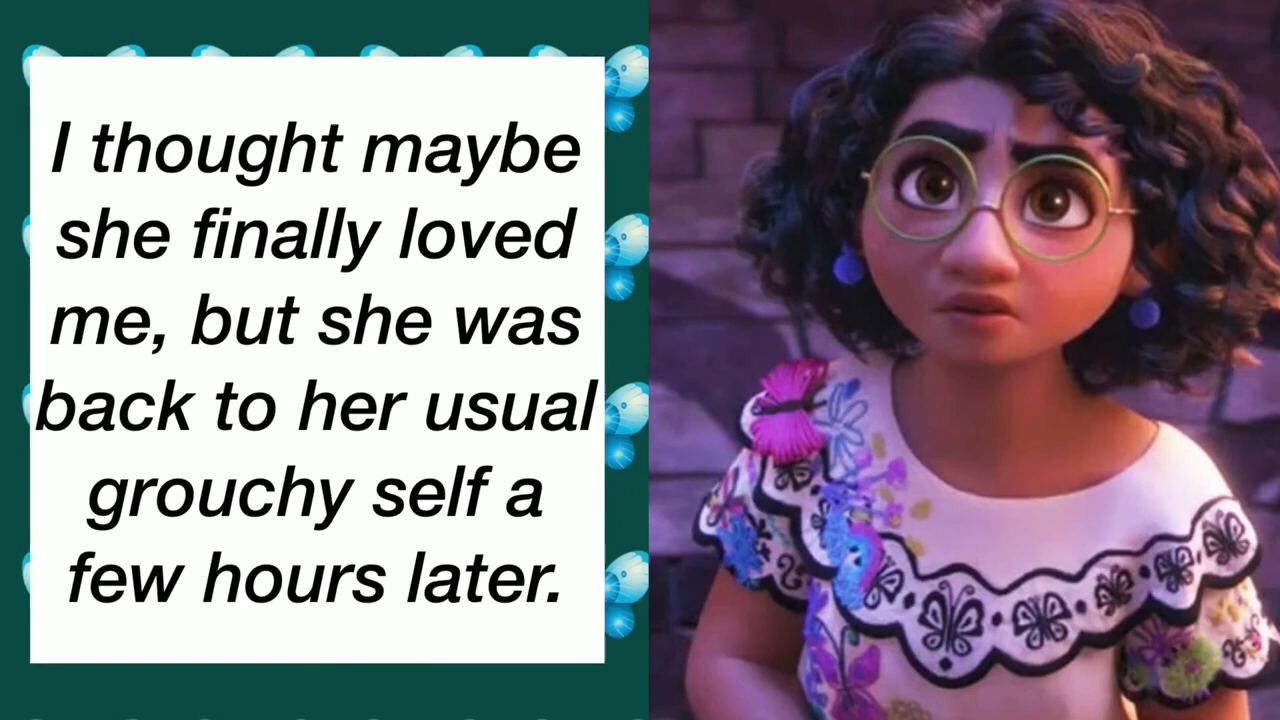 I thought maybe
she finally loved
me, but she was
back to her usual
grouchy self a
few hours later.